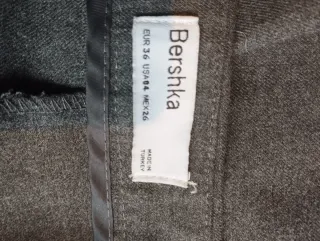 Bershka
EUR 36 USA 04 MEX 26
MADE IN
TURKEY